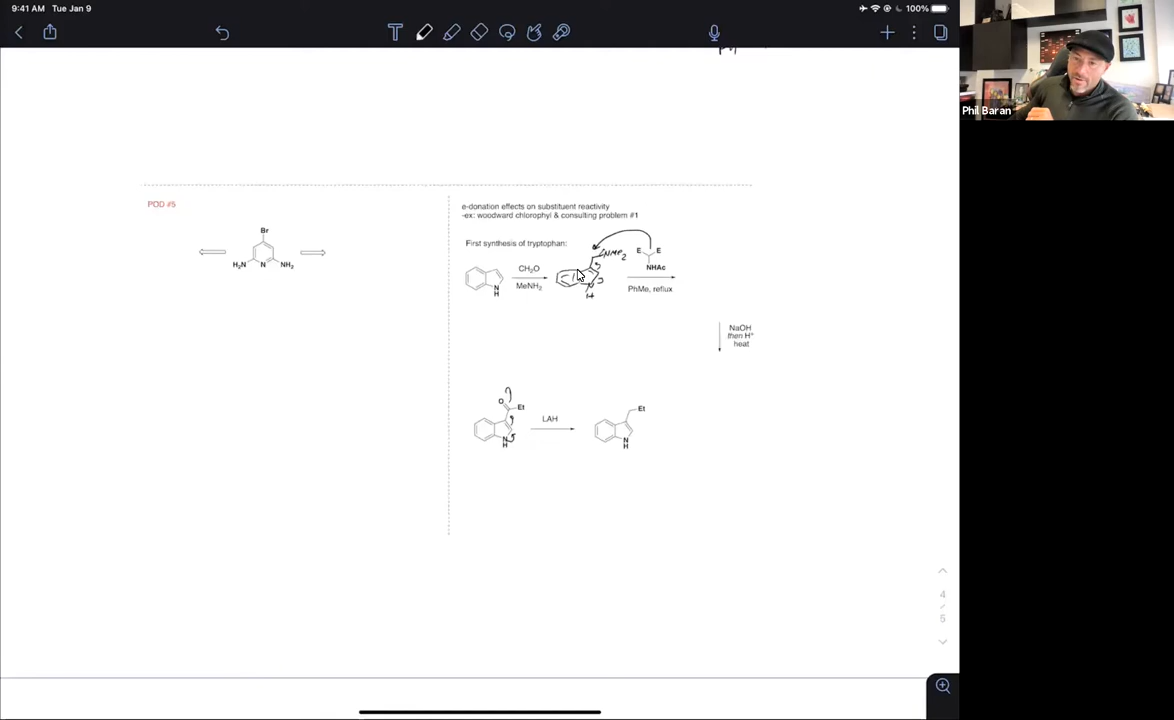 9:41 AM Tue Jan 9
100%
Phil Baran
POD #5
Br
H₂N
N
NH₂
e-donation effects on substituent reactivity
-ex: woodward chlorophyl & consulting problem #1
First synthesis of tryptophan:
N
H
CH₂O
MeNH₂
NMe₂
N
H
E
E
NHAc
PhMe, reflux
NaOH
then H⁺
heat
O
Et
N
H
LAH
Et
N
H
4
/
5